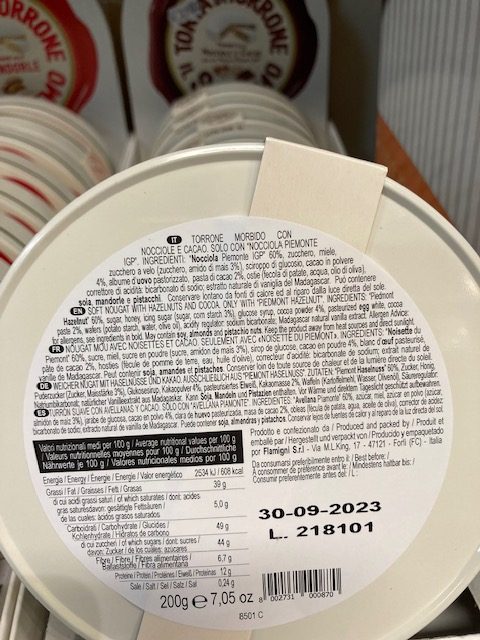 TORRONE
MANDORLE
IL TORTA TORRONE
IT TORRONE MORBIDO CON
NOCCIOLE E CACAO. SOLO CON "NOCCIOLA PIEMONTE
IGP". INGREDIENTI: "Nocciola Piemonte IGP" 60%, zucchero, miele,
zucchero a velo (zucchero, amido di mais 3%), sciroppo di glucosio, cacao in polvere
4%, albume d'uovo pastorizzato, pasta di cacao 2%, ostie (fecola di patate, acqua, olio di oliva),
correttore di acidità: bicarbonato di sodio; estratto naturale di vaniglia del Madagascar. Può contenere
soia, mandorle e pistacchi. Conservare lontano da fonti di calore ed al riparo dalla luce diretta del sole.
EN SOFT NOUGAT WITH HAZELNUTS AND COCOA, ONLY WITH "PIEDMONT HAZELNUT". INGREDIENTS: "Piedmont
Hazelnut" 60%, sugar, honey, icing sugar (sugar, corn starch 3%), glucose syrup, cocoa powder 4%, pasteurized egg white, cocoa
paste 2%, wafers (potato starch, water, olive oil), acidity regulator: sodium bicarbonate; Madagascar natural vanilla extract. Allergen Advice:
for allergens, see ingredients in bold. May contain soy, almonds and pistachio nuts. Keep the product away from heat sources and direct sunlight.
FR NOUGAT MOU AVEC NOISETTES ET CACAO. SEULEMENT AVEC «NOISETTE DU PIEMONT». INGRÉDIENTS: "Noisette du
Piemont" 60%, sucre, miel, sucre en poudre (sucre, amidon de maïs 3%), sirop de glucose, cacao en poudre 4%, blanc d'œuf pasteurisé,
pâte de cacao 2%, hosties (fécule de pomme de terre, eau, huile d'olive), correcteur d'acidité: bicarbonate de sodium; extrait naturel de
vanille de Madagascar. Peut contenir soja, amandes et pistaches. Conserver loin de toute source de chaleur et de la lumière directe du soleil.
DE WEICHER NUGAT MIT HASELNÜSSE UND KAKAO. AUSSCHLIESSLICH MIT "PIEMONT HASELNUSS". ZUTATEN: "Piemont Haselnuss" 60%, Zucker, Honig,
Puderzucker (Zucker, Maisstärke 3%), Glukosesirup, Kakaopulver 4%, pasteurisiertes Eiweiß, Kakaomasse 2%, Waffeln (Kartoffelmehl, Wasser, Olivenöl), Säureregulator:
Natriumbikarbonat; natürlicher Vanilleextrakt aus Madagaskar. Kann Soja, Mandeln und Pistazien enthalten. Vor Wärme und direktem Tageslicht geschützt aufbewahren.
ES TURRÓN SUAVE CON AVELLANAS Y CACAO. SÓLO CON "AVELLANA PIAMONTE". INGREDIENTES: "Avellana Piamonte" 60%, azúcar, miel, azúcar en polvo (azúcar,
almidón de maíz 3%), jarabe de glucosa, cacao en polvo 4%, clara de huevo pasteurizada, masa de cacao 2%, obleas (fécula de patata, agua, aceite de oliva), corrector de acidez:
bicarbonato de sodio, extracto natural de vainilla de Madagascar. Puede contener soja, almendras y pistachos. Conservar lejos de fuentes de calor y al reparo de la luz directa del sol.
Valori nutrizionali medi per 100 g / Average nutritional values per 100 g
/ Valeurs nutritionnelles moyennes pour 100 g / Durchschnittliche
Nährwerte je 100 g / Valores nutricionales medios por 100 g
Energia / Energy / Énergie / Energie / Valor energético 2534 kJ / 608 kcal
Grassi / Fat / Graisses / Fett / Grasas 39 g
di cui acidi grassi saturi / of which saturates / dont: acides
gras saturés/davon: gesättigte Fettsäuren /
de las cuales: ácidos grasos saturados 5,0 g
Carboidrati / Carbohydrate / Glucides /
Kohlenhydrate / Hidratos de carbono 49 g
di cui zuccheri / of which sugars / dont: sucres /
davon: Zucker / de los cuales: azúcares 44 g
Fibre / Fibre / Fibres alimentaires /
Ballaststoffe / Fibra alimentaria 6,7 g
Proteine / Protein / Protéines / Eiweiß / Proteínas 12 g
Sale / Salt / Sel / Salz / Sal 0,24 g
Prodotto e confezionato da / Produced and packed by / Produit et
emballé par / Hergestellt und verpackt von / Producido y empaquetado
por Flamigni S.r.l - Via M.L.King, 17 - 47121 - Forlì (FC) - Italia
Da consumarsi preferibilmente entro il / Best before /
À consommer de préférence avant le / Mindestens haltbar bis /
Consumir preferentemente antes del / L:
30-09-2023
L. 218101
200g e 7,05 oz
8 002731 000870
8501 C